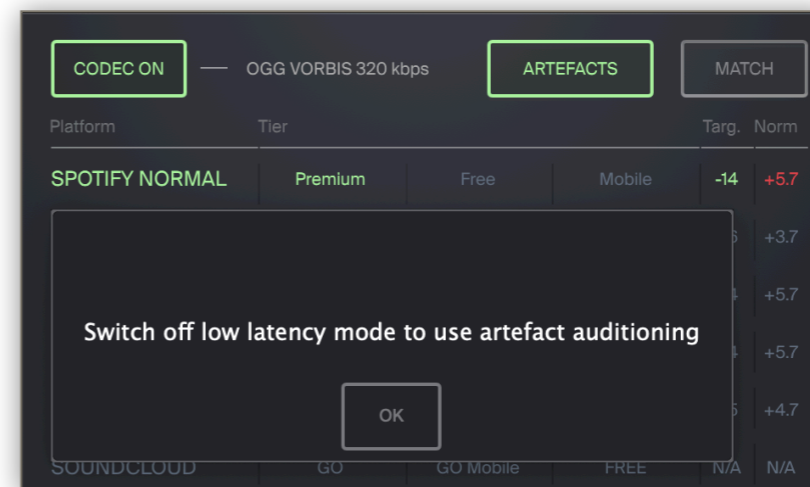 CODEC ON — OGG VORBIS 320 kbps ARTEFACTS MATCH
Platform Tier Targ. Norm
SPOTIFY NORMAL Premium Free Mobile -14 +5.7
+3.7
+5.7
Switch off low latency mode to use artefact auditioning
+5.7
OK
+4.7
SOUNDCLOUD GO GO Mobile FREE N/A N/A